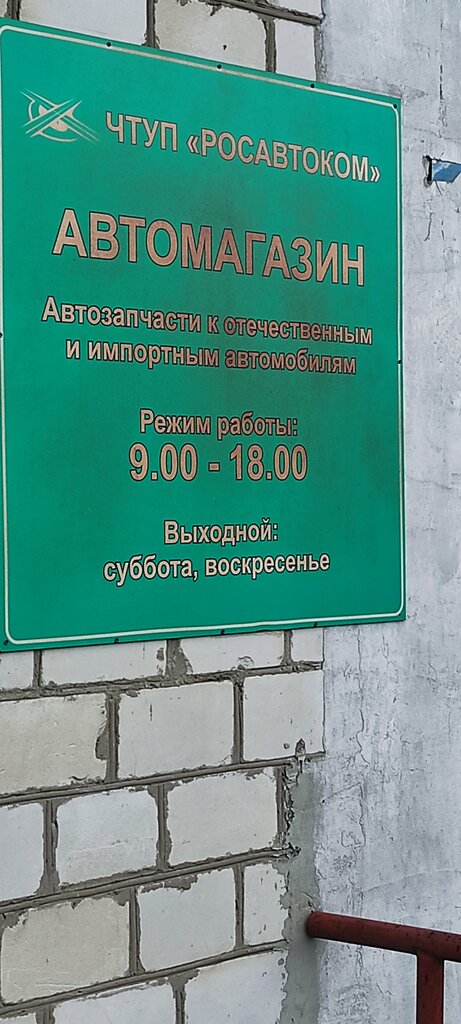 ЧТУП «РОСАВТОКОМ»
АВТОМАГАЗИН
Автозапчасти к отечественным
и импортным автомобилям
Режим работы:
9.00 - 18.00
Выходной:
суббота, воскресенье